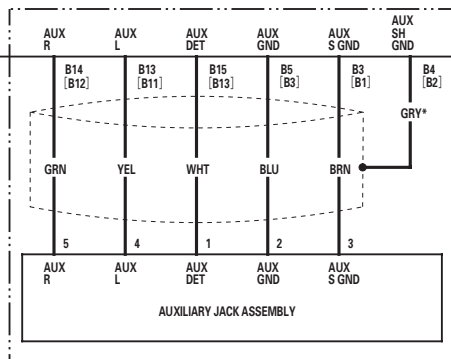 AUX R AUX L AUX DET AUX GND AUX S GND AUX SH GND
B14 [B12] B13 [B11] B15 [B13] B5 [B3] B3 [B1] B4 [B2]
GRY*
GRN YEL WHT BLU BRN
5 4 1 2 3
AUX R AUX L AUX DET AUX GND AUX S GND
AUXILIARY JACK ASSEMBLY